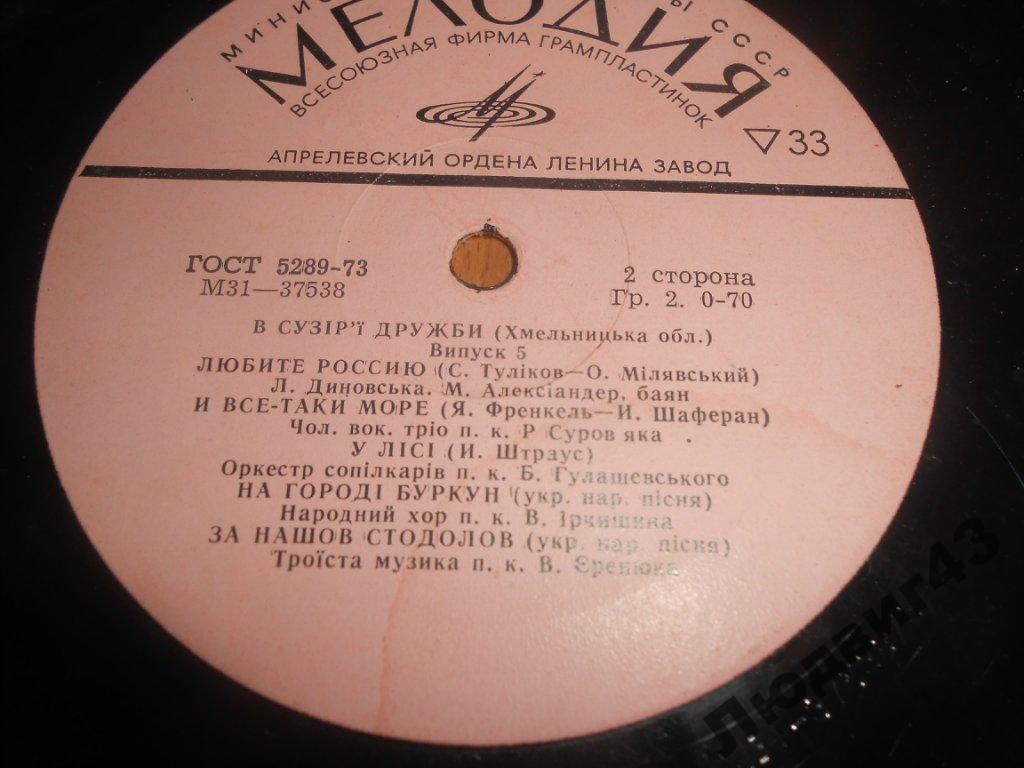 МЕЛОДИЯ
ВСЕСОЮЗНАЯ ФИРМА ГРАМПЛАСТИНОК
СССР
▽33
АПРЕЛЕВСКИЙ ОРДЕНА ЛЕНИНА ЗАВОД
ГОСТ 5289-73
М31—37538
2 сторона
Гр. 2. 0-70
В СУЗІР'Ї ДРУЖБИ (Хмельницька обл.)
Випуск 5
ЛЮБИТЕ РОССИЮ (С. Туліков—О. Мілявський)
Л. Диновська. М. Алексіандер, баян
И ВСЕ-ТАКИ МОРЕ (Я. Френкель—И. Шаферан)
Чол. вок. тріо п. к. Р Суров яка .
У ЛІСІ (И. Штраус)
Оркестр сопілкарів п. к. Б. Гулашевського
НА ГОРОДІ БУРКУН (укр. нар. пісня)
Народний хор п. к. В. Ірчишина
ЗА НАШОВ СТОДОЛОВ (укр. нар. пісня)
Троїста музика п. к. В. Єренюка
Людвиг43